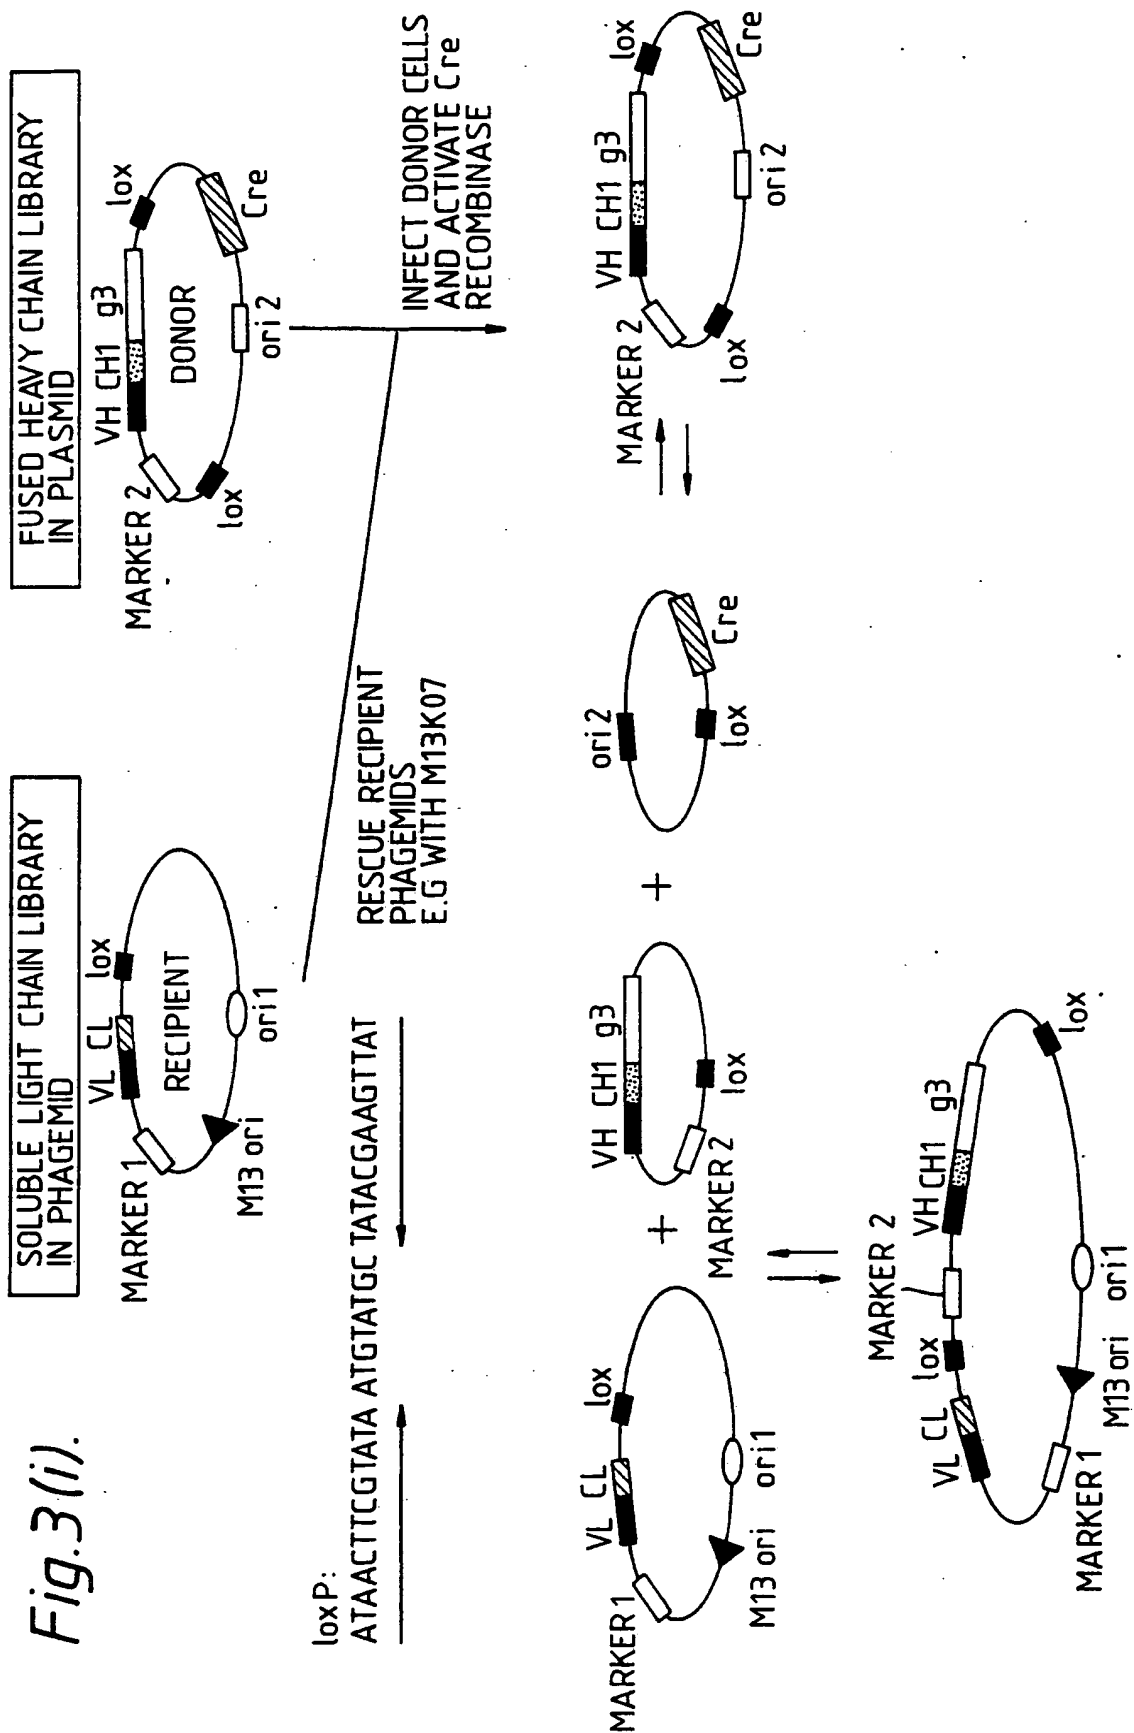 Fig.3(i).
SOLUBLE LIGHT CHAIN LIBRARY
IN PHAGEMID
FUSED HEAVY CHAIN LIBRARY
IN PLASMID
VL CL
lox
MARKER 1
RECIPIENT
M13 ori
ori1
VH CH1 g3
lox
MARKER 2
DONOR
lox
ori 2
Cre
loxP:
ATAACTTCGTATA ATGTATGC TATACGAAGTTAT
RESCUE RECIPIENT
PHAGEMIDS
E.G WITH M13K07
INFECT DONOR CELLS
AND ACTIVATE Cre
RECOMBINASE
VL CL
lox
MARKER1
M13 ori
ori1
+
VH CH1 g3
MARKER 2
lox
+
ori 2
lox
Cre
VH CH1 g3
lox
MARKER 2
lox
ori 2
Cre
MARKER 2
VL CL
lox
VH CH1
g3
MARKER 1
M13 ori
ori1
lox